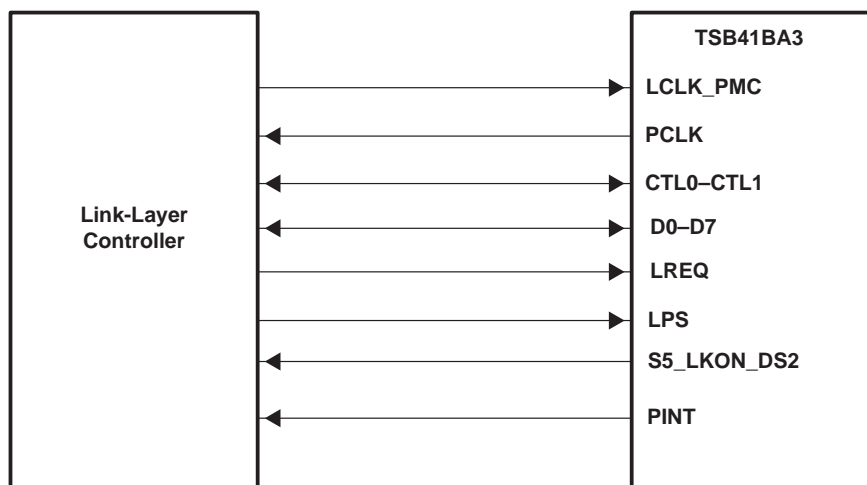 TSB41BA3
LCLK_PMC
PCLK
CTL0–CTL1
Link-Layer
Controller
D0–D7
LREQ
LPS
S5_LKON_DS2
PINT